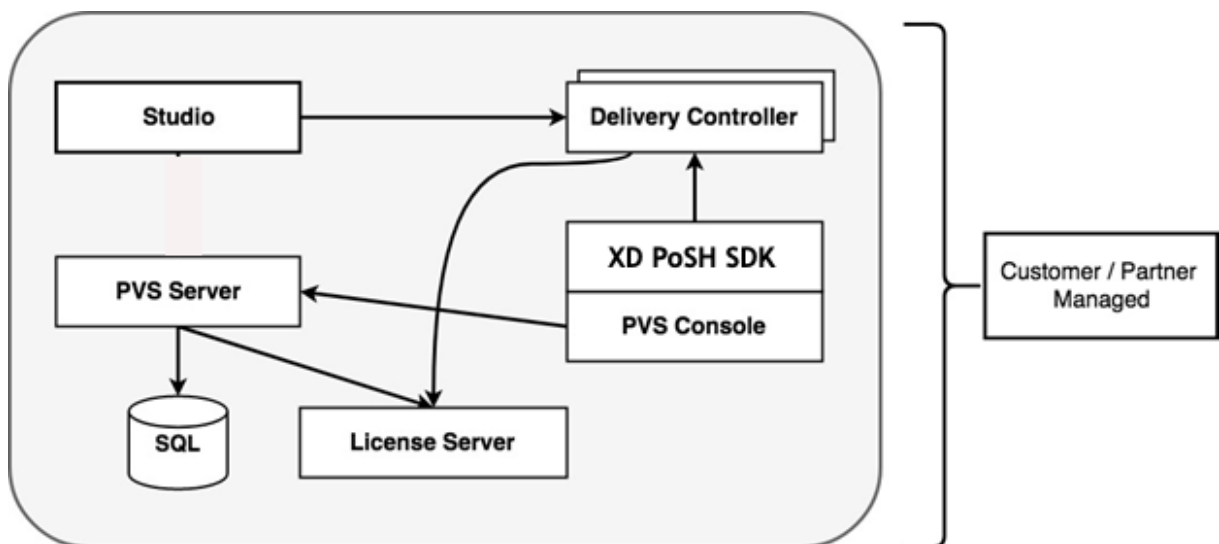 Studio
Delivery Controller
XD PoSH SDK
PVS Server
PVS Console
Customer / Partner
Managed
SQL
License Server